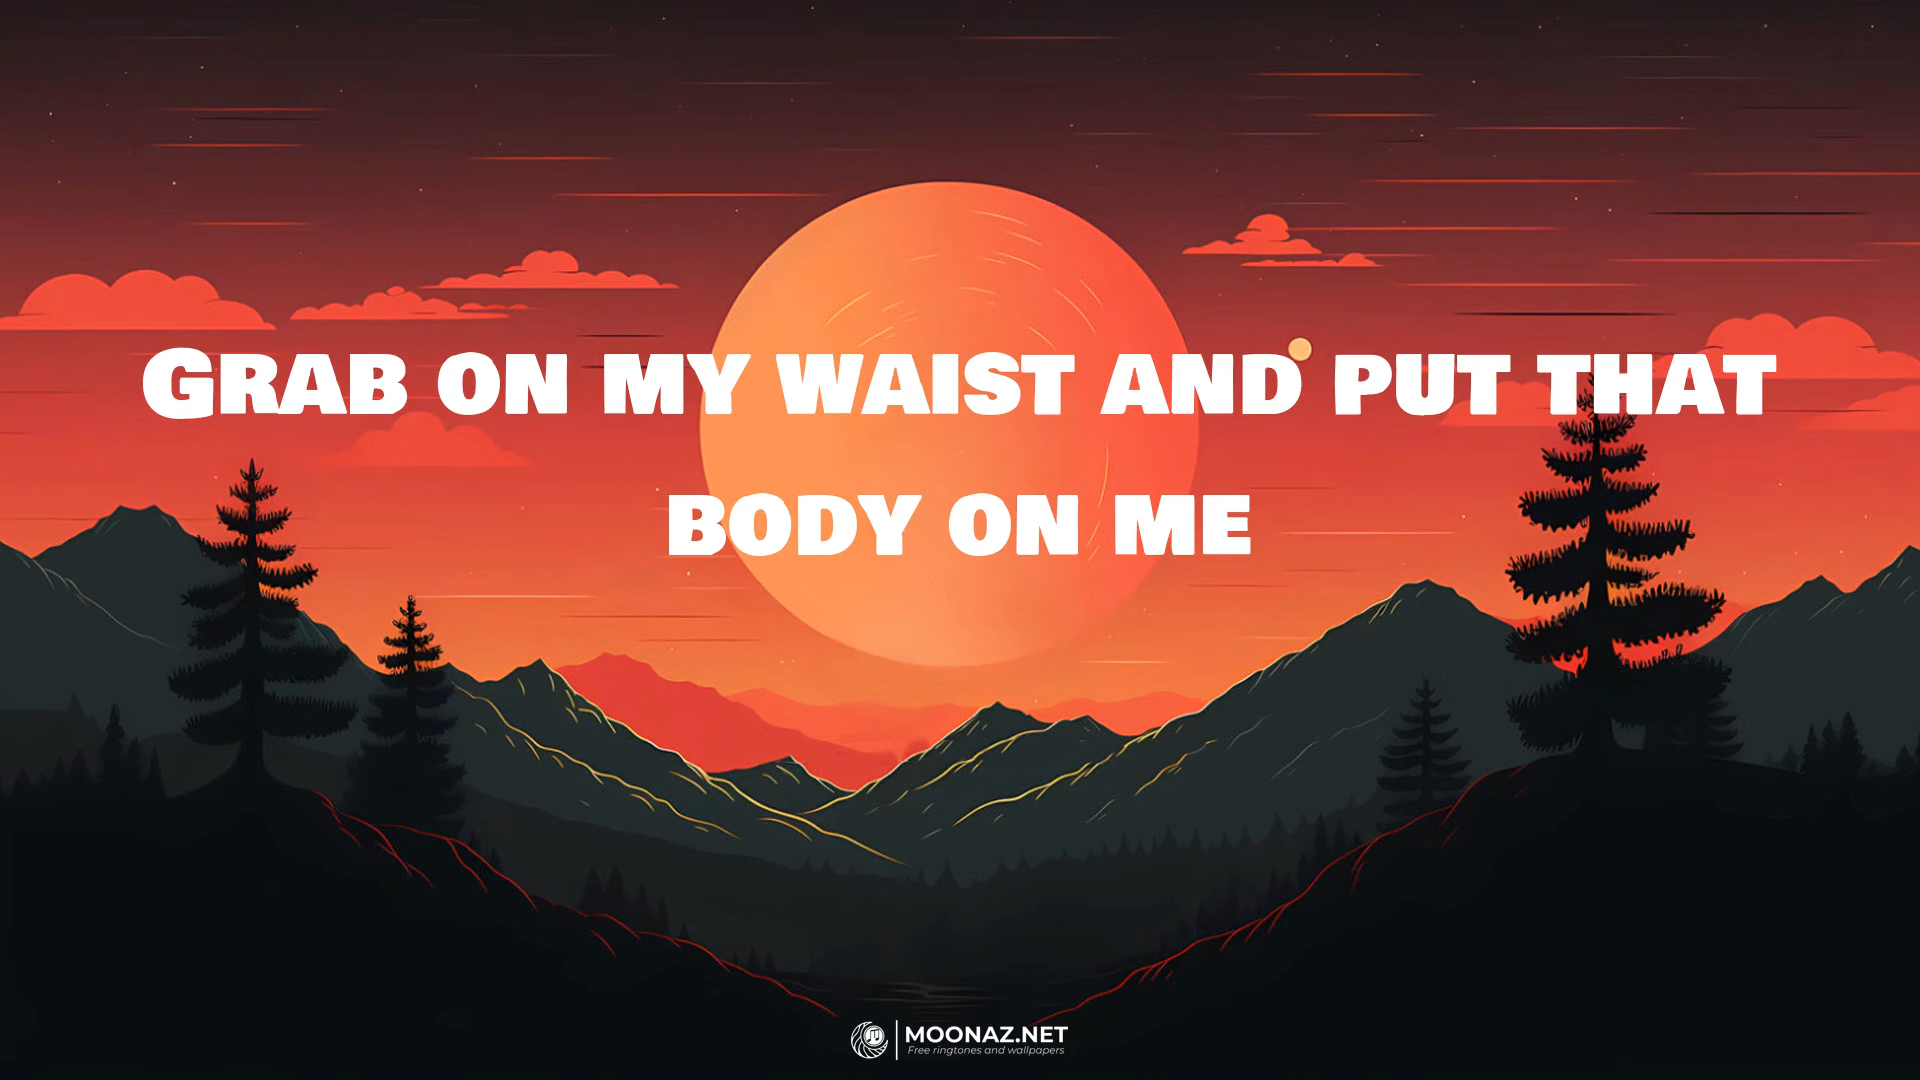 Grab on my waist and put that
body on me
MOONAZ.NET
Free ringtones and wallpapers